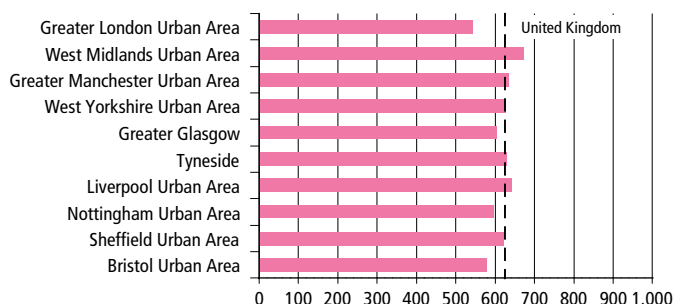 Greater London Urban Area
United Kingdom
West Midlands Urban Area
Greater Manchester Urban Area
West Yorkshire Urban Area
Greater Glasgow
Tyneside
Liverpool Urban Area
Nottingham Urban Area
Sheffield Urban Area
Bristol Urban Area
0 100 200 300 400 500 600 700 800 900 1.000